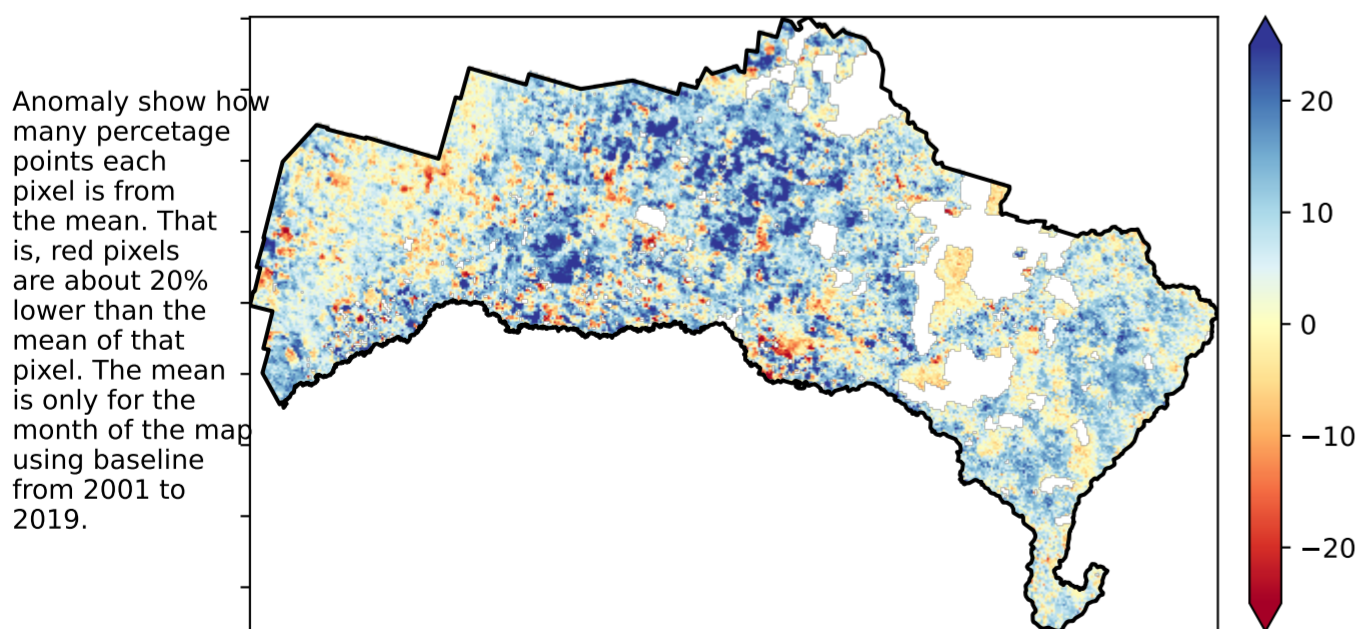 Anomaly show how
many percetage
points each
pixel is from
the mean. That
is, red pixels
are about 20%
lower than the
mean of that
pixel. The mean
is only for the
month of the map
using baseline
from 2001 to
2019.
20
10
0
−10
−20